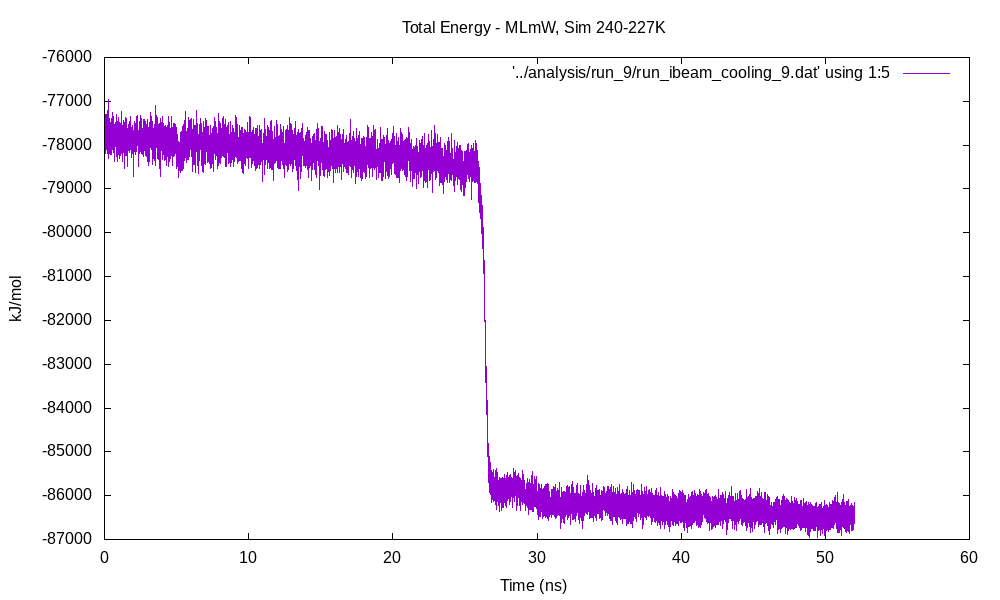 Total Energy - MLmW, Sim 240-227K
'../analysis/run_9/run_ibeam_cooling_9.dat' using 1:5
-76000
-77000
-78000
-79000
-80000
-81000
-82000
-83000
-84000
-85000
-86000
-87000
kJ/mol
0 10 20 30 40 50 60
Time (ns)